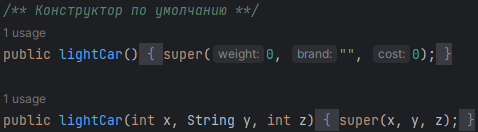 /** Конструктор по умолчанию **/
1 usage
public lightCar() { super( weight: 0, brand: "", cost: 0); }
1 usage
public lightCar(int x, String y, int z) { super(x, y, z); }